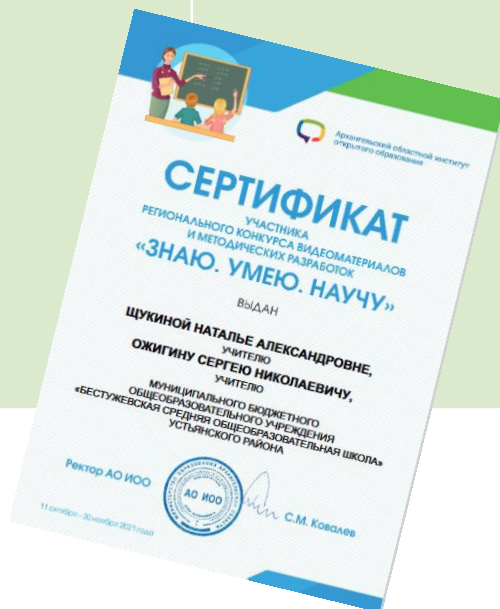 Архангельский областной институт
открытого образования
СЕРТИФИКАТ
УЧАСТНИКА
РЕГИОНАЛЬНОГО КОНКУРСА ВИДЕОМАТЕРИАЛОВ
И МЕТОДИЧЕСКИХ РАЗРАБОТОК
«ЗНАЮ. УМЕЮ. НАУЧУ»
ВЫДАН
ЩУКИНОЙ НАТАЛЬЕ АЛЕКСАНДРОВНЕ,
УЧИТЕЛЮ
ОЖИГИНУ СЕРГЕЮ НИКОЛАЕВИЧУ,
УЧИТЕЛЮ
МУНИЦИПАЛЬНОГО БЮДЖЕТНОГО
ОБЩЕОБРАЗОВАТЕЛЬНОГО УЧРЕЖДЕНИЯ
«БЕСТУЖЕВСКАЯ СРЕДНЯЯ ОБЩЕОБРАЗОВАТЕЛЬНАЯ ШКОЛА»
УСТЬЯНСКОГО РАЙОНА
Ректор АО ИОО
АО ИОО
С.М. Ковалев
11 октября - 20 ноября 2021 года